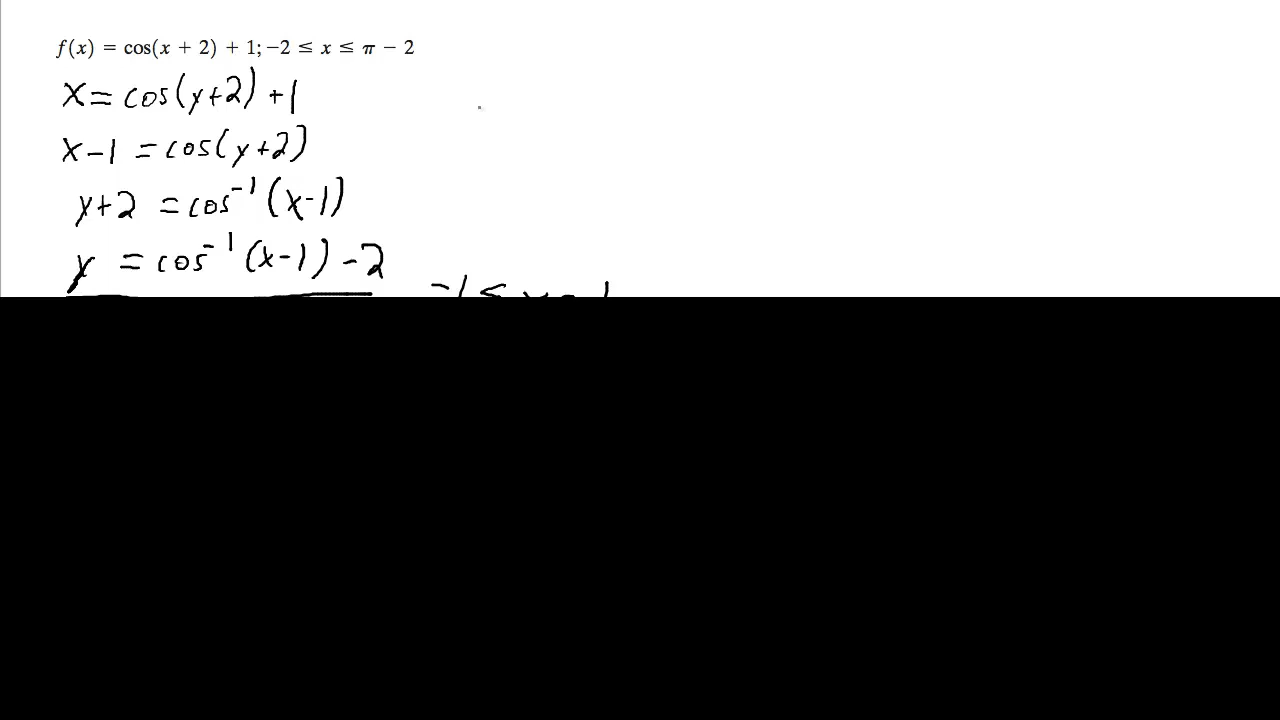 f(x) = cos(x + 2) + 1; −2 ≤ x ≤ π − 2
x = cos(y+2) +1
x−1 = cos(y+2)
y+2 = cos⁻¹(x−1)
y = cos⁻¹(x−1) −2
−1 ≤